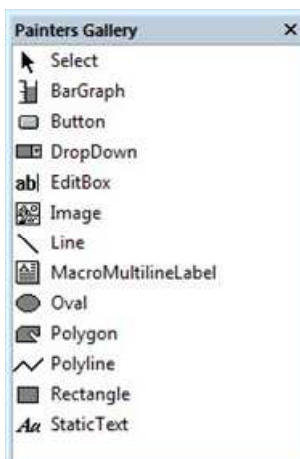 Painters Gallery
Select
BarGraph
Button
DropDown
ab| EditBox
Image
Line
MacroMultilineLabel
Oval
Polygon
Polyline
Rectangle
Aa StaticText